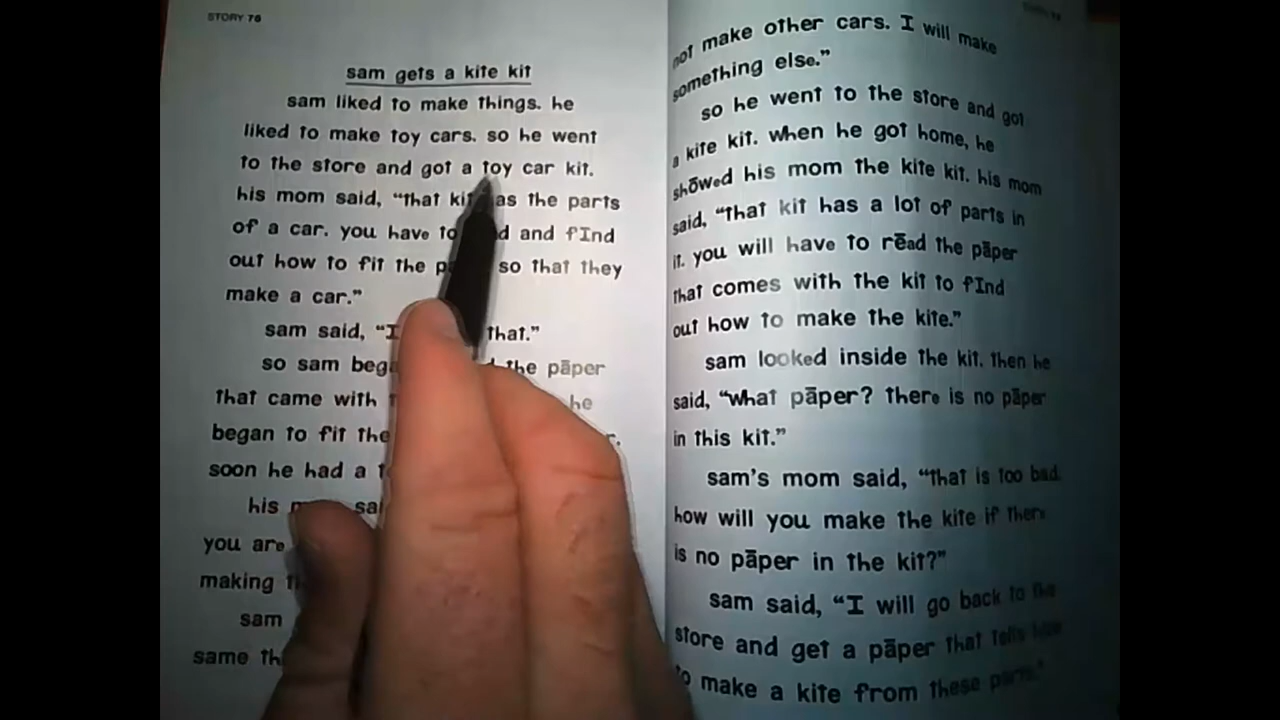 STORY 76
sam gets a kite kit
sam liked to make things. he
liked to make toy cars. so he went
to the store and got a toy car kit.
his mom said, "that as the parts
of a car. you have to and fInd
out how to fit the so that they
make a car."
sam said, "I that."
so sam the pāper
that came with he
began to fit the
soon he had a
his
you are
making
sam
same
not make other cars. I will make
something else."
so he went to the store and got
a kite kit. when he got home, he
shōwed his mom the kite kit. his mom
said, "that kit has a lot of parts in
it. you will have to rēad the pāper
that comes with the kit to fInd
out how to make the kite."
sam looked inside the kit. then he
said, "what pāper? there is no pāper
in this kit."
sam's mom said, "that is too bad.
how will you make the kite if there
is no pāper in the kit?"
sam said, "I will go back to the
store and get a pāper that tells how
to make a kite from these parts."